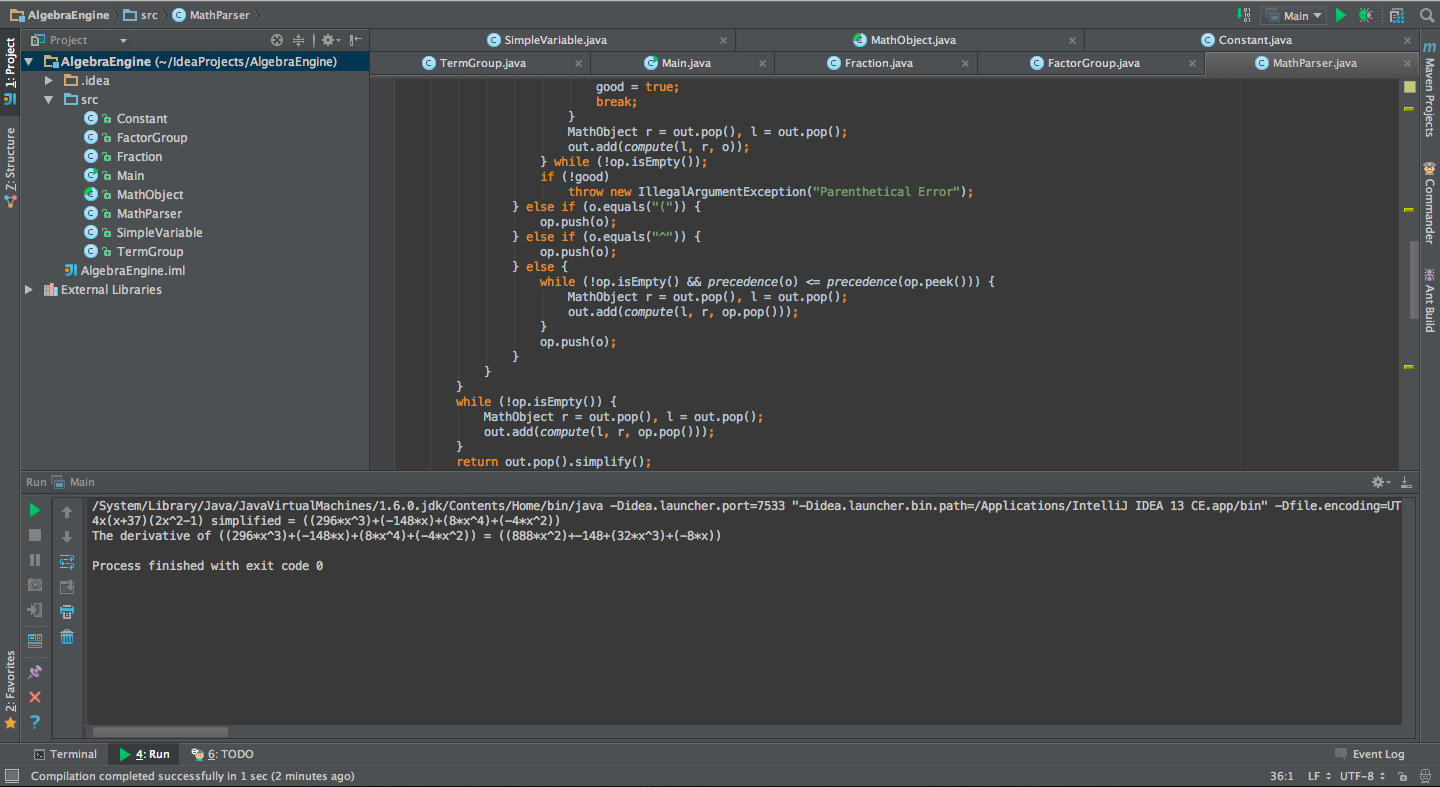 AlgebraEngine src MathParser
Main
Project
SimpleVariable.java MathObject.java Constant.java
TermGroup.java Main.java Fraction.java FactorGroup.java MathParser.java
1: Project
Z: Structure
2: Favorites
AlgebraEngine (~/IdeaProjects/AlgebraEngine)
.idea
src
Constant
FactorGroup
Fraction
Main
MathObject
MathParser
SimpleVariable
TermGroup
AlgebraEngine.iml
External Libraries
good = true;
break;
}
MathObject r = out.pop(), l = out.pop();
out.add(compute(l, r, o));
} while (!op.isEmpty());
if (!good)
throw new IllegalArgumentException("Parenthetical Error");
} else if (o.equals("(")) {
op.push(o);
} else if (o.equals("^")) {
op.push(o);
} else {
while (!op.isEmpty() && precedence(o) <= precedence(op.peek())) {
MathObject r = out.pop(), l = out.pop();
out.add(compute(l, r, op.pop()));
}
op.push(o);
}
}
}
while (!op.isEmpty()) {
MathObject r = out.pop(), l = out.pop();
out.add(compute(l, r, op.pop()));
}
return out.pop().simplify();
Maven Projects
Commander
Ant Build
Run Main
/System/Library/Java/JavaVirtualMachines/1.6.0.jdk/Contents/Home/bin/java -Didea.launcher.port=7533 "-Didea.launcher.bin.path=/Applications/IntelliJ IDEA 13 CE.app/bin" -Dfile.encoding=UT
4x(x+37)(2x^2-1) simplified = ((296*x^3)+(-148*x)+(8*x^4)+(-4*x^2))
The derivative of ((296*x^3)+(-148*x)+(8*x^4)+(-4*x^2)) = ((888*x^2)+-148+(32*x^3)+(-8*x))
Process finished with exit code 0
Terminal 4: Run 6: TODO Event Log
Compilation completed successfully in 1 sec (2 minutes ago) 36:1 LF UTF-8